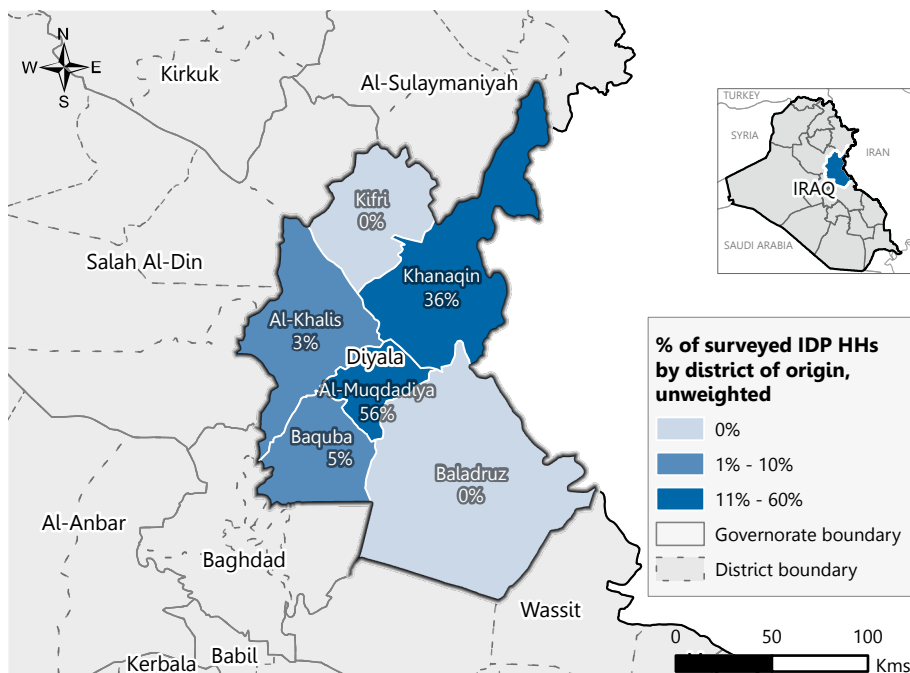 N
W E
S
Kirkuk
Al-Sulaymaniyah
Kifri
0%
Salah Al-Din
Khanaqin
36%
Al-Khalis
3%
Diyala
Al-Muqdadiya
56%
Baquba
5%
Baladruz
0%
Al-Anbar
Baghdad
Wassit
Babil
Kerbala
TURKEY
SYRIA
IRAN
IRAQ
SAUDI ARABIA
% of surveyed IDP HHs
by district of origin,
unweighted
0%
1% - 10%
11% - 60%
Governorate boundary
District boundary
0 50 100
Kms